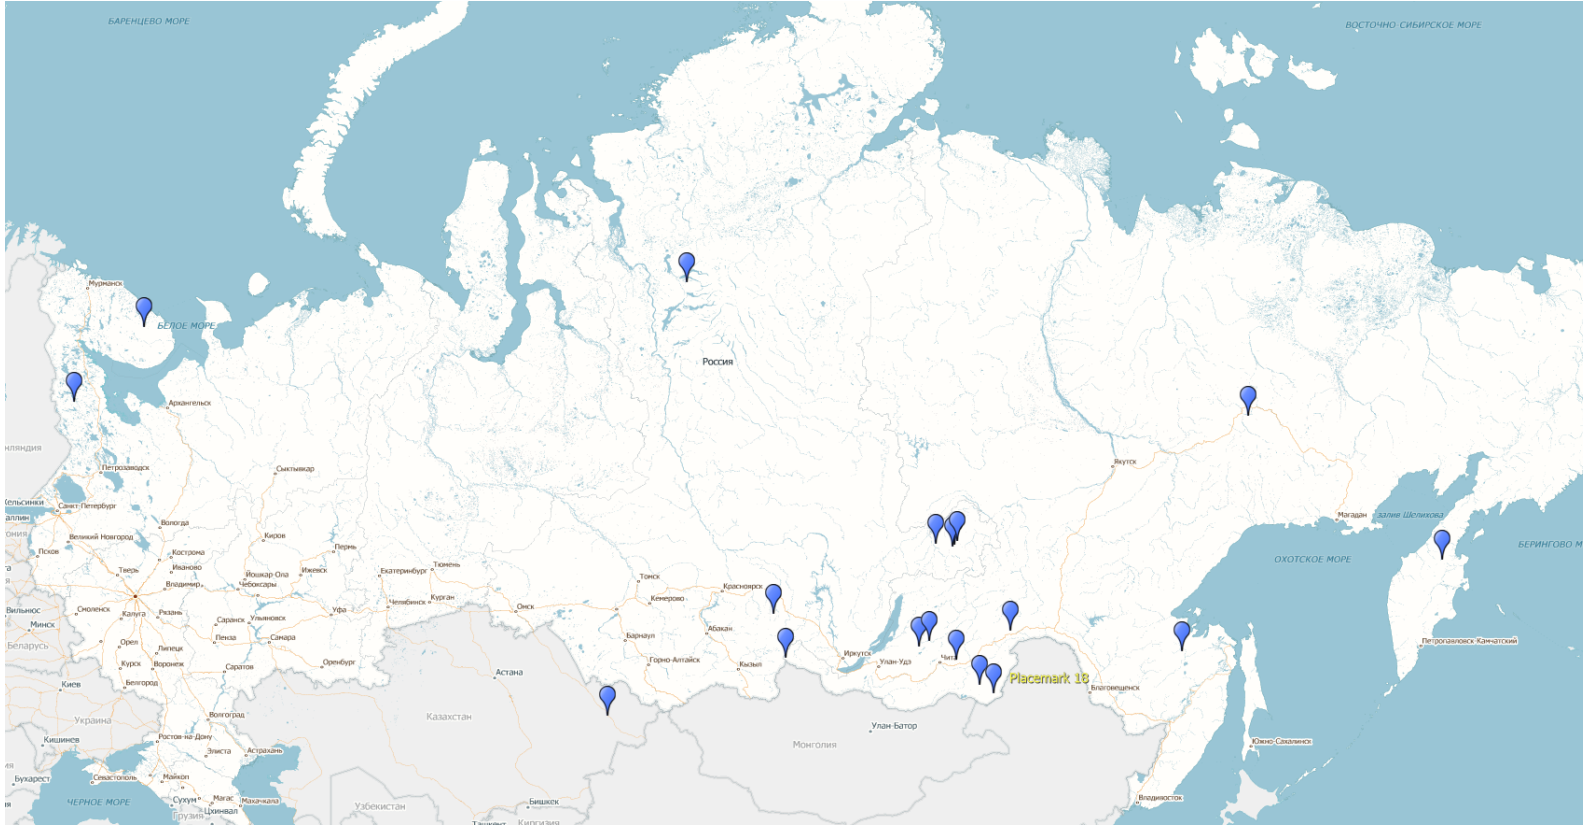 БАРЕНЦЕВО МОРЕ
ВОСТОЧНО-СИБИРСКОЕ МОРЕ
Мурманск
БЕЛОЕ МОРЕ
Россия
Архангельск
Петрозаводск
Сыктывкар
Якутск
Санкт-Петербург
Магадан
залив Шелихова
Вологда
Великий Новгород
Киров
Псков
Кострома
Пермь
ОХОТСКОЕ МОРЕ
БЕРИНГОВО М
Тверь
Иваново
Йошкар-Ола
Ижевск
Екатеринбург
Тюмень
Томск
Владимир
Чебоксары
Челябинск
Курган
Красноярск
Кемерово
Омск
Вильнюс
Смоленск
Калуга
Рязань
Саранск
Ульяновск
Уфа
Минск
Беларусь
Орел
Липецк
Пенза
Самара
Барнаул
Абакан
Петропавловск-Камчатский
Курск
Воронеж
Саратов
Оренбург
Горно-Алтайск
Кызыл
Иркутск
Улан-Удэ
Чита
Белгород
Астана
Placemark 18
Киев
Благовещенск
Украина
Волгоград
Казахстан
Улан-Батор
Кишинев
Ростов-на-Дону
Элиста
Астрахань
Монголия
Южно-Сахалинск
Бухарест
Севастополь
Майкоп
ЧЕРНОЕ МОРЕ
Сухум
Магас
Махачкала
Цхинвал
Грузия
Узбекистан
Бишкек
Владивосток
Ташкент
Киргизия